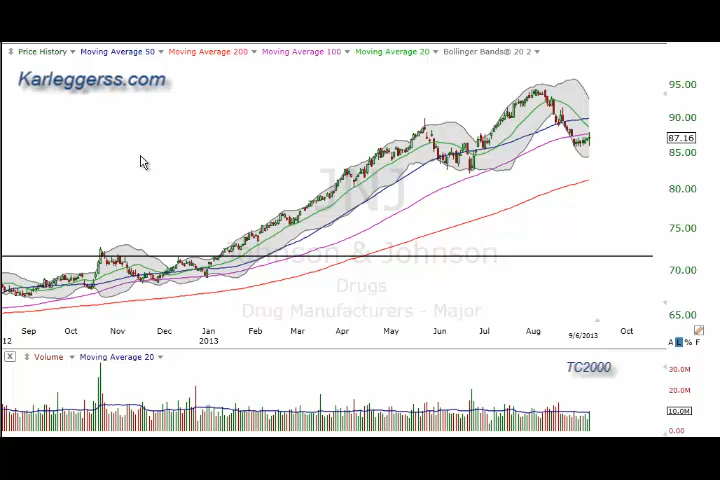 Price History Moving Average 50 Moving Average 200 Moving Average 100 Moving Average 20 Bollinger Bands® 20 2
Karleggerss.com
95.00
90.00
87.16
85.00
JNJ
80.00
75.00
Johnson & Johnson
70.00
Drugs
Drug Manufacturers - Major
65.00
Sep Oct Nov Dec Jan Feb Mar Apr May Jun Jul Aug 9/6/2013 Oct
12 2013
A L % F
X Volume Moving Average 20
TC2000
30.0M
20.0M
10.0M
0.00